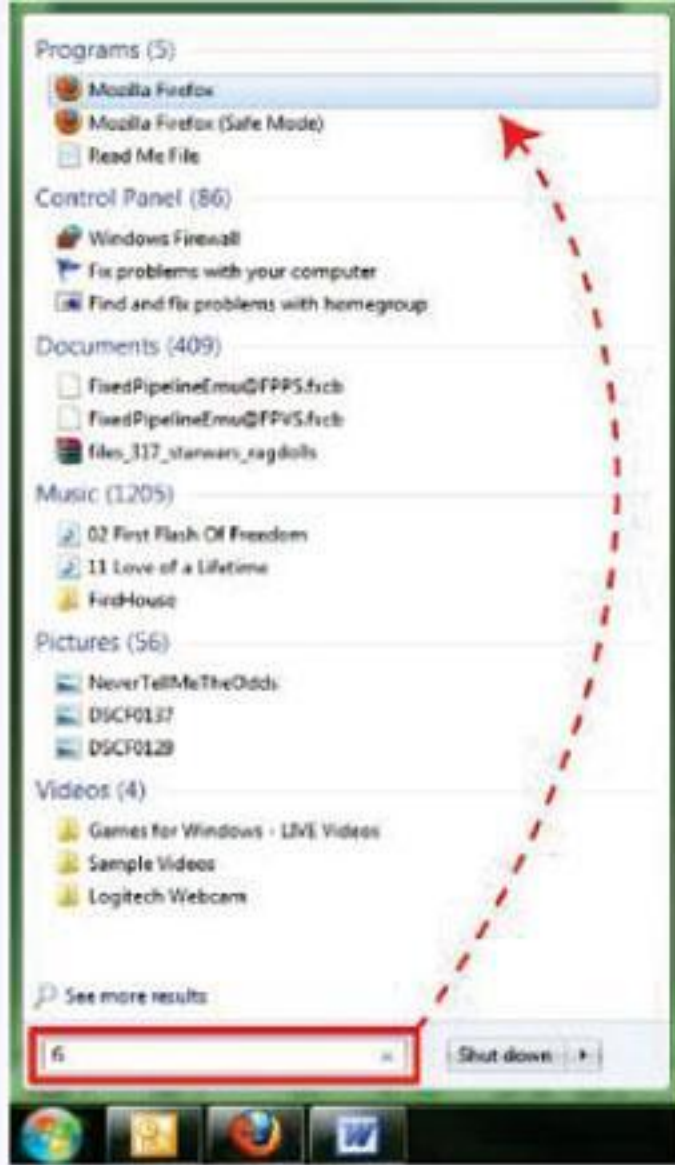 Programs (5)
Mozilla Firefox
Mozilla Firefox (Safe Mode)
Read Me File
Control Panel (86)
Windows Firewall
Fix problems with your computer
Find and fix problems with homegroup
Documents (409)
FixedPipelineEmu@FPPS.fxcb
FixedPipelineEmu@FPVS.fxcb
files_317_starwars_ragdolls
Music (1205)
02 First Flash Of Freedom
11 Love of a Lifetime
FireHouse
Pictures (56)
NeverTellMeTheOdds
DSCF0137
DSCF0129
Videos (4)
Games for Windows - LIVE Videos
Sample Videos
Logitech Webcam
See more results
Shut down